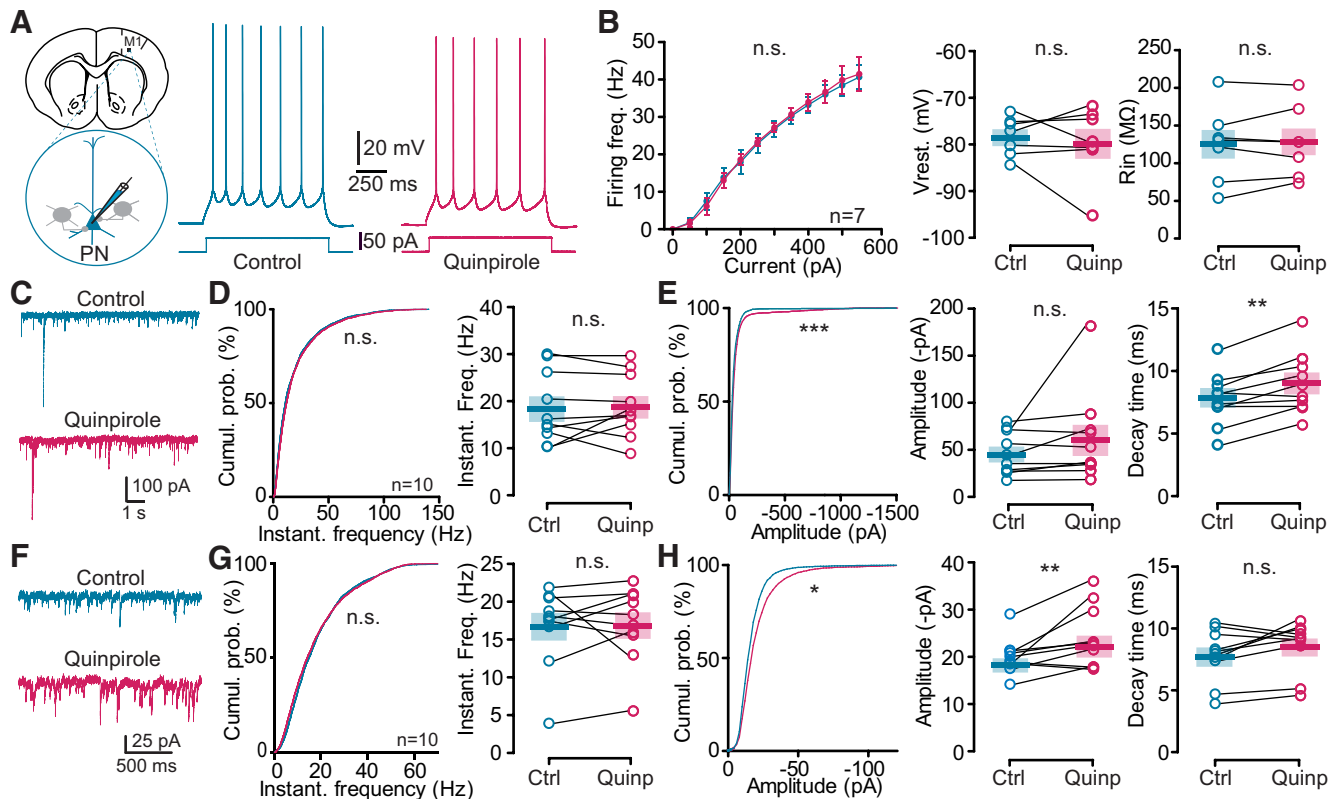 A
M1
PN
20 mV
250 ms
50 pA
Control
Quinpirole
B
n.s.
Firing freq. (Hz)
50
40
30
20
10
0
n=7
0
200
400
600
Current (pA)
n.s.
Vrest. (mV)
-60
-70
-80
-90
-100
Ctrl
Quinp
n.s.
Rin (MΩ)
200
150
100
50
0
Ctrl
Quinp
C
Control
Quinpirole
100 pA
1 s
D
Cumul. prob. (%)
100
50
0
n.s.
n=10
0
50
100
150
Instant. frequency (Hz)
n.s.
Instant. Freq. (Hz)
40
30
20
10
0
Ctrl
Quinp
E
Cumul. prob. (%)
100
50
0
***
0
-500
-1000
-1500
Amplitude (pA)
n.s.
Amplitude (-pA)
200
150
100
50
0
Ctrl
Quinp
**
Decay time (ms)
15
10
5
0
Ctrl
Quinp
F
Control
Quinpirole
25 pA
500 ms
G
Cumul. prob. (%)
100
50
0
n.s.
n=10
0
20
40
60
Instant. frequency (Hz)
n.s.
Instant. Freq. (Hz)
25
20
15
10
5
0
Ctrl
Quinp
H
Cumul. prob. (%)
100
50
0
*
0
-50
-100
Amplitude (pA)
**
Amplitude (-pA)
40
30
20
10
0
Ctrl
Quinp
n.s.
Decay time (ms)
15
10
5
0
Ctrl
Quinp